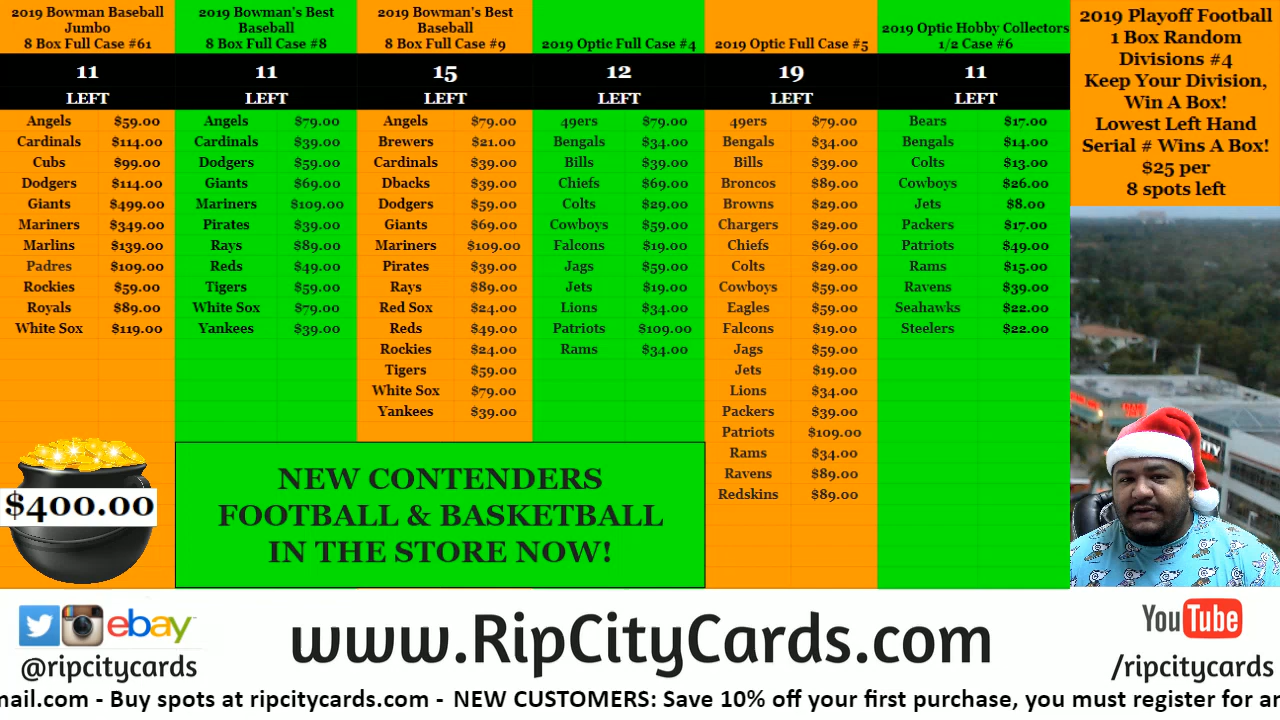 2019 Bowman Baseball
Jumbo
8 Box Full Case #61
11
LEFT
Angels $59.00
Cardinals $114.00
Cubs $99.00
Dodgers $114.00
Giants $499.00
Mariners $349.00
Marlins $139.00
Padres $109.00
Rockies $59.00
Royals $89.00
White Sox $119.00
2019 Bowman's Best
Baseball
8 Box Full Case #8
11
LEFT
Angels $79.00
Cardinals $39.00
Dodgers $59.00
Giants $69.00
Mariners $109.00
Pirates $39.00
Rays $89.00
Reds $49.00
Tigers $59.00
White Sox $79.00
Yankees $39.00
2019 Bowman's Best
Baseball
8 Box Full Case #9
15
LEFT
Angels $79.00
Brewers $21.00
Cardinals $39.00
Dbacks $39.00
Dodgers $59.00
Giants $69.00
Mariners $109.00
Pirates $39.00
Rays $89.00
Red Sox $24.00
Reds $49.00
Rockies $24.00
Tigers $59.00
White Sox $79.00
Yankees $39.00
2019 Optic Full Case #4
12
LEFT
49ers $79.00
Bengals $34.00
Bills $39.00
Chiefs $69.00
Colts $29.00
Cowboys $59.00
Falcons $19.00
Jags $59.00
Jets $19.00
Lions $34.00
Patriots $109.00
Rams $34.00
2019 Optic Full Case #5
19
LEFT
49ers $79.00
Bengals $34.00
Bills $39.00
Broncos $89.00
Browns $29.00
Chargers $29.00
Chiefs $69.00
Colts $29.00
Cowboys $59.00
Eagles $59.00
Falcons $19.00
Jags $59.00
Jets $19.00
Lions $34.00
Packers $39.00
Patriots $109.00
Rams $34.00
Ravens $89.00
Redskins $89.00
2019 Optic Hobby Collectors
1/2 Case #6
11
LEFT
Bears $17.00
Bengals $14.00
Colts $13.00
Cowboys $26.00
Jets $8.00
Packers $17.00
Patriots $49.00
Rams $15.00
Ravens $39.00
Seahawks $22.00
Steelers $22.00
2019 Playoff Football
1 Box Random
Divisions #4
Keep Your Division,
Win A Box!
Lowest Left Hand
Serial # Wins A Box!
$25 per
8 spots left
$400.00
NEW CONTENDERS
FOOTBALL & BASKETBALL
IN THE STORE NOW!
ebay
@ripcitycards
www.RipCityCards.com
YouTube
/ripcitycards
mail.com - Buy spots at ripcitycards.com - NEW CUSTOMERS: Save 10% off your first purchase, you must register for an